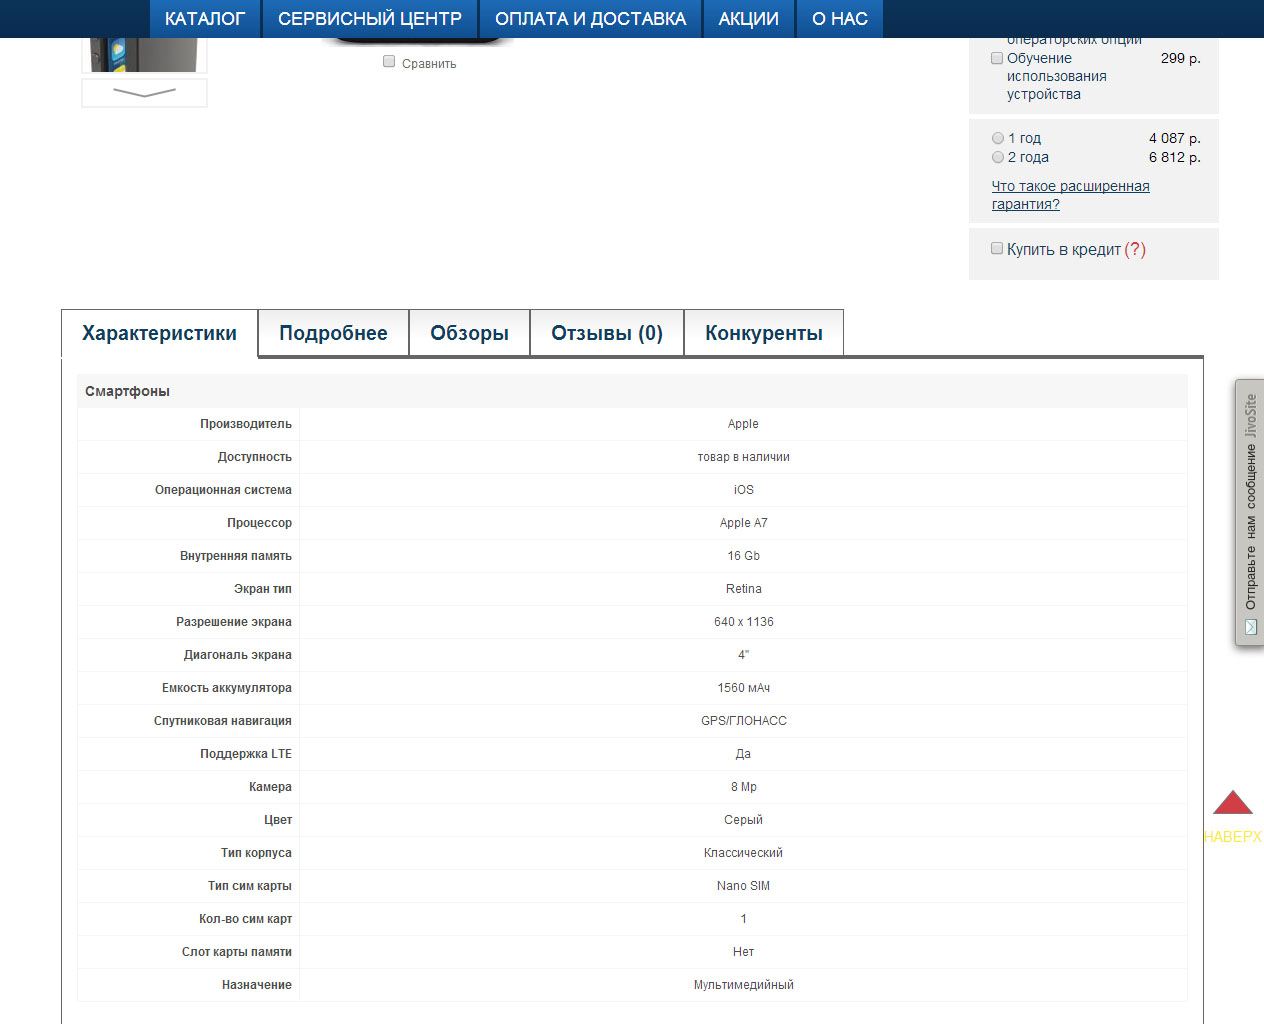 КАТАЛОГ СЕРВИСНЫЙ ЦЕНТР ОПЛАТА И ДОСТАВКА АКЦИИ О НАС
операторских опций
Сравнить
Обучение 299 р.
использования
устройства
1 год 4 087 р.
2 года 6 812 р.
Что такое расширенная
гарантия?
Купить в кредит (?)
Характеристики Подробнее Обзоры Отзывы (0) Конкуренты
Смартфоны
Производитель Apple
Доступность товар в наличии
Операционная система iOS
Процессор Apple A7
Внутренняя память 16 Gb
Экран тип Retina
Разрешение экрана 640 x 1136
Диагональ экрана 4"
Емкость аккумулятора 1560 мАч
Спутниковая навигация GPS/ГЛОНАСС
Поддержка LTE Да
Камера 8 Mp
Цвет Серый
Тип корпуса Классический
Тип сим карты Nano SIM
Кол-во сим карт 1
Слот карты памяти Нет
Назначение Мультимедийный
Отправьте нам сообщение JivoSite
НАВЕРХ